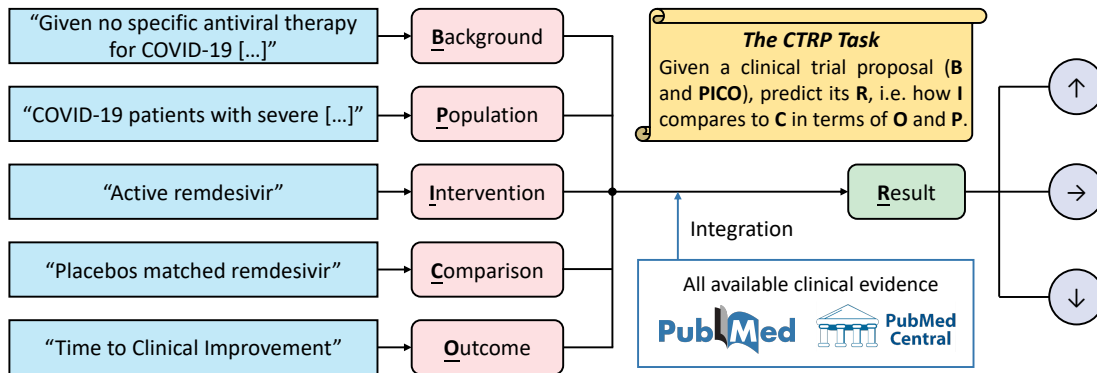 “Given no specific antiviral therapy
for COVID-19 […]”
Background
“COVID-19 patients with severe […]”
Population
“Active remdesivir”
Intervention
“Placebos matched remdesivir”
Comparison
“Time to Clinical Improvement”
Outcome
The CTRP Task
Given a clinical trial proposal (B
and PICO), predict its R, i.e. how I
compares to C in terms of O and P.
Integration
All available clinical evidence
PubMed
PubMed
Central
Result
↑
→
↓